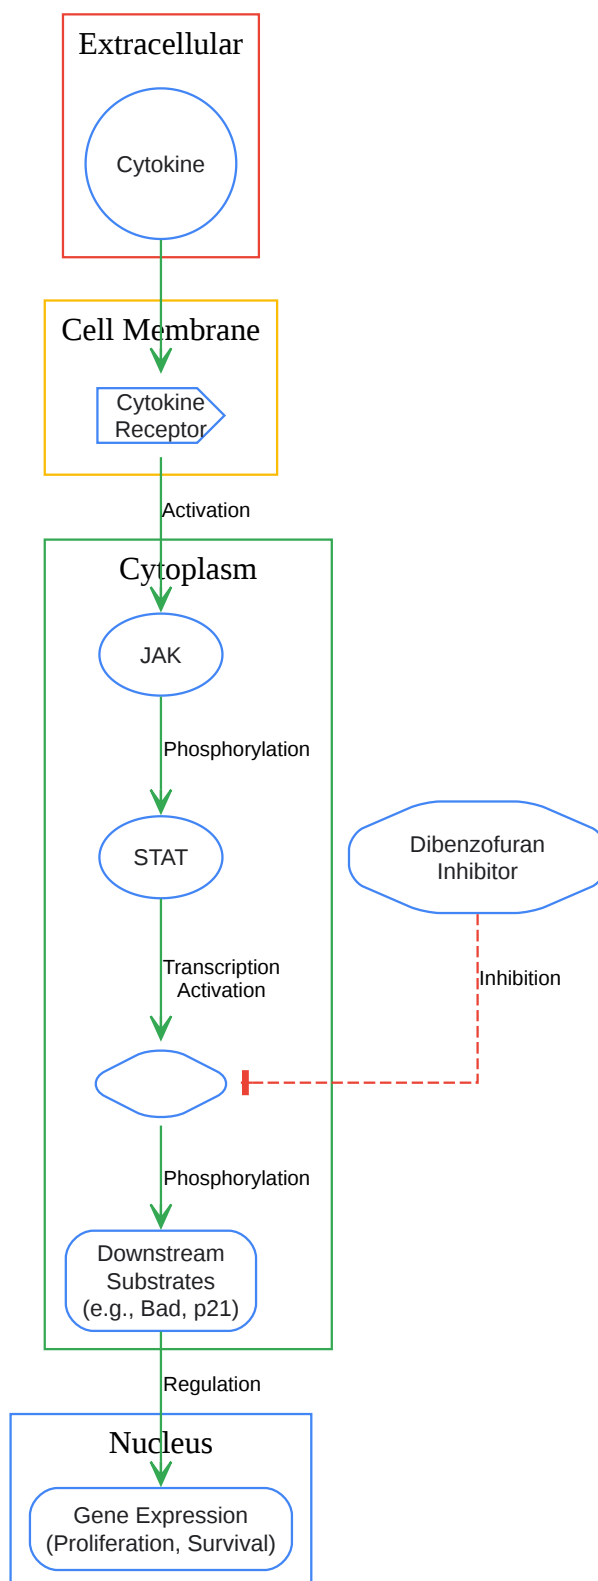 Extracellular
Cytokine
Cell Membrane
Cytokine
Receptor
Activation
Cytoplasm
JAK
Phosphorylation
STAT
Dibenzofuran
Inhibitor
Transcription
Activation
Inhibition
Phosphorylation
Downstream
Substrates
(e.g., Bad, p21)
Regulation
Nucleus
Gene Expression
(Proliferation, Survival)